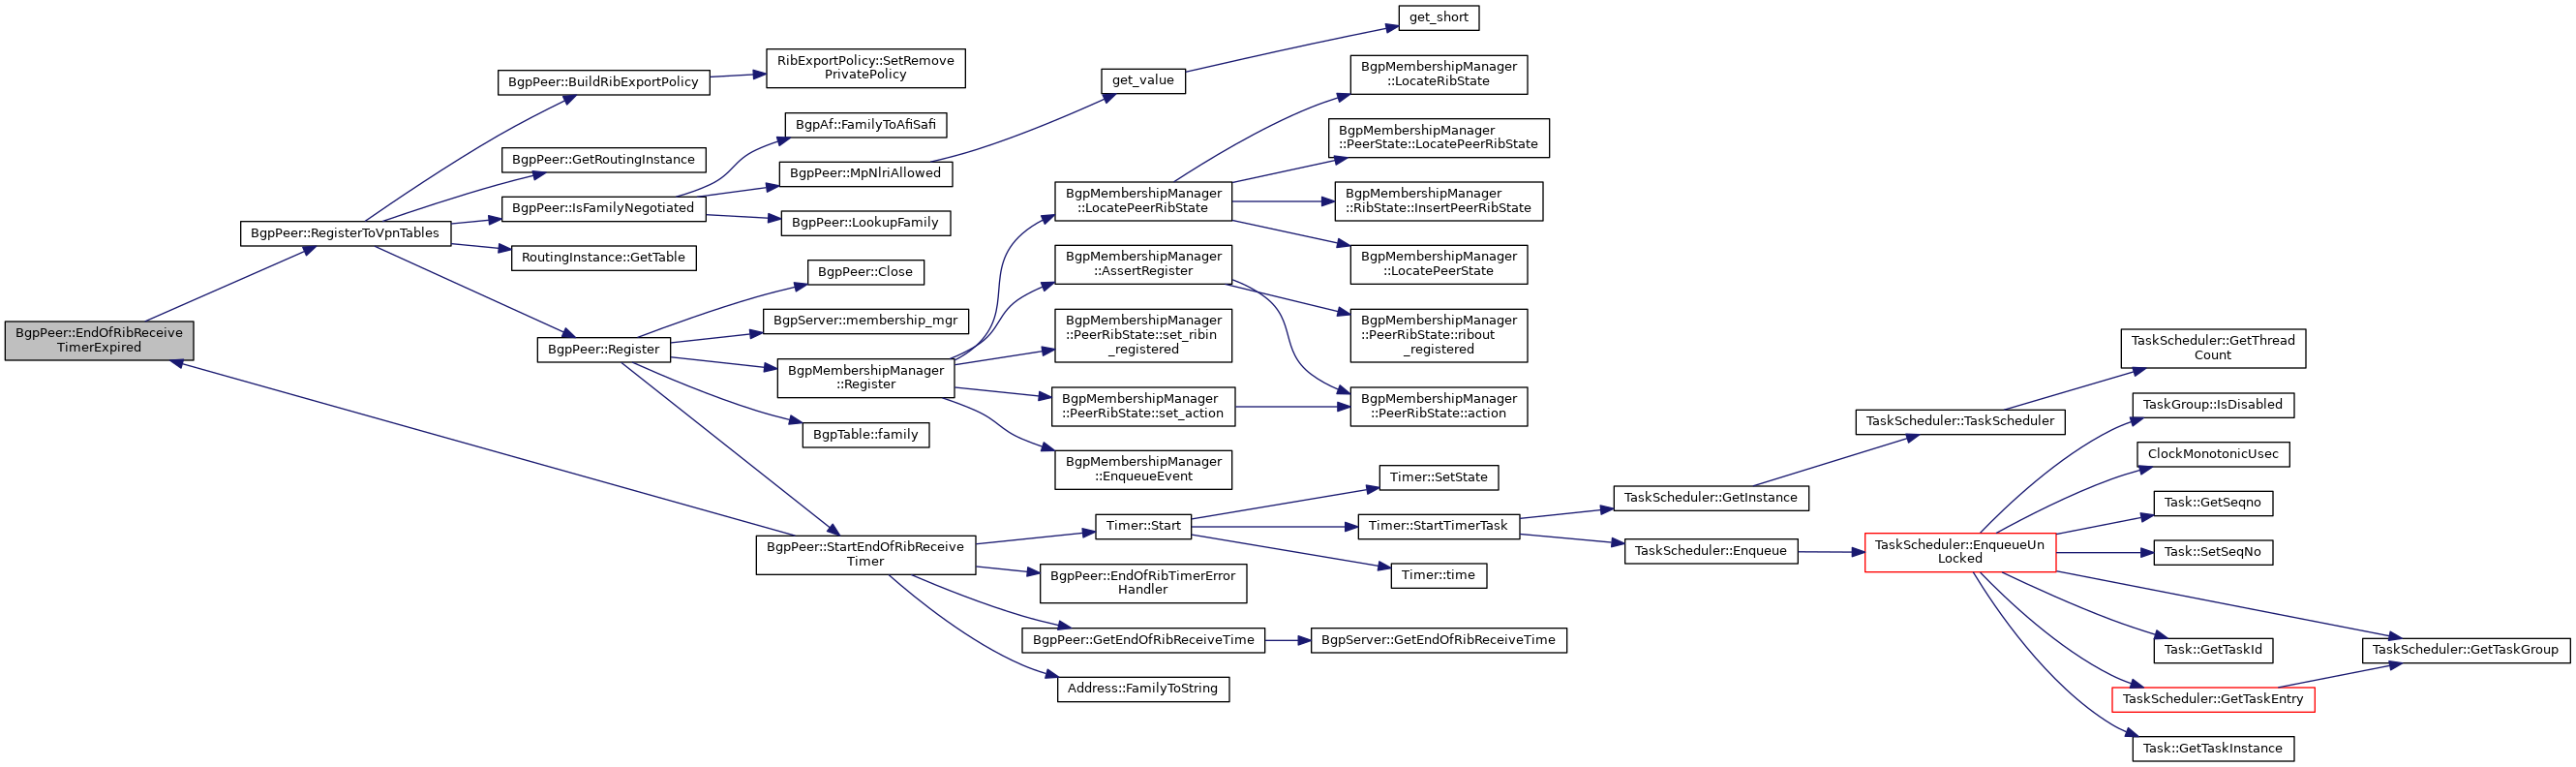 BgpPeer::EndOfRibReceive
TimerExpired
BgpPeer::RegisterToVpnTables
BgpPeer::BuildRibExportPolicy
RibExportPolicy::SetRemove
PrivatePolicy
BgpPeer::GetRoutingInstance
BgpPeer::IsFamilyNegotiated
BgpAf::FamilyToAfiSafi
BgpPeer::MpNlriAllowed
get_value
get_short
BgpPeer::LookupFamily
RoutingInstance::GetTable
BgpPeer::Register
BgpPeer::Close
BgpServer::membership_mgr
BgpMembershipManager
::Register
BgpTable::family
BgpPeer::StartEndOfRibReceive
Timer
BgpMembershipManager
::LocatePeerRibState
BgpMembershipManager
::AssertRegister
BgpMembershipManager
::PeerRibState::set_ribin
_registered
BgpMembershipManager
::PeerRibState::set_action
BgpMembershipManager
::EnqueueEvent
BgpMembershipManager
::LocateRibState
BgpMembershipManager
::PeerState::LocatePeerRibState
BgpMembershipManager
::RibState::InsertPeerRibState
BgpMembershipManager
::LocatePeerState
BgpMembershipManager
::PeerRibState::ribout
_registered
BgpMembershipManager
::PeerRibState::action
Timer::Start
BgpPeer::EndOfRibTimerError
Handler
BgpPeer::GetEndOfRibReceiveTime
Address::FamilyToString
BgpServer::GetEndOfRibReceiveTime
Timer::SetState
Timer::StartTimerTask
Timer::time
TaskScheduler::GetInstance
TaskScheduler::Enqueue
TaskScheduler::TaskScheduler
TaskScheduler::GetThread
Count
TaskScheduler::EnqueueUn
Locked
TaskGroup::IsDisabled
ClockMonotonicUsec
Task::GetSeqno
Task::SetSeqNo
Task::GetTaskId
TaskScheduler::GetTaskEntry
Task::GetTaskInstance
TaskScheduler::GetTaskGroup